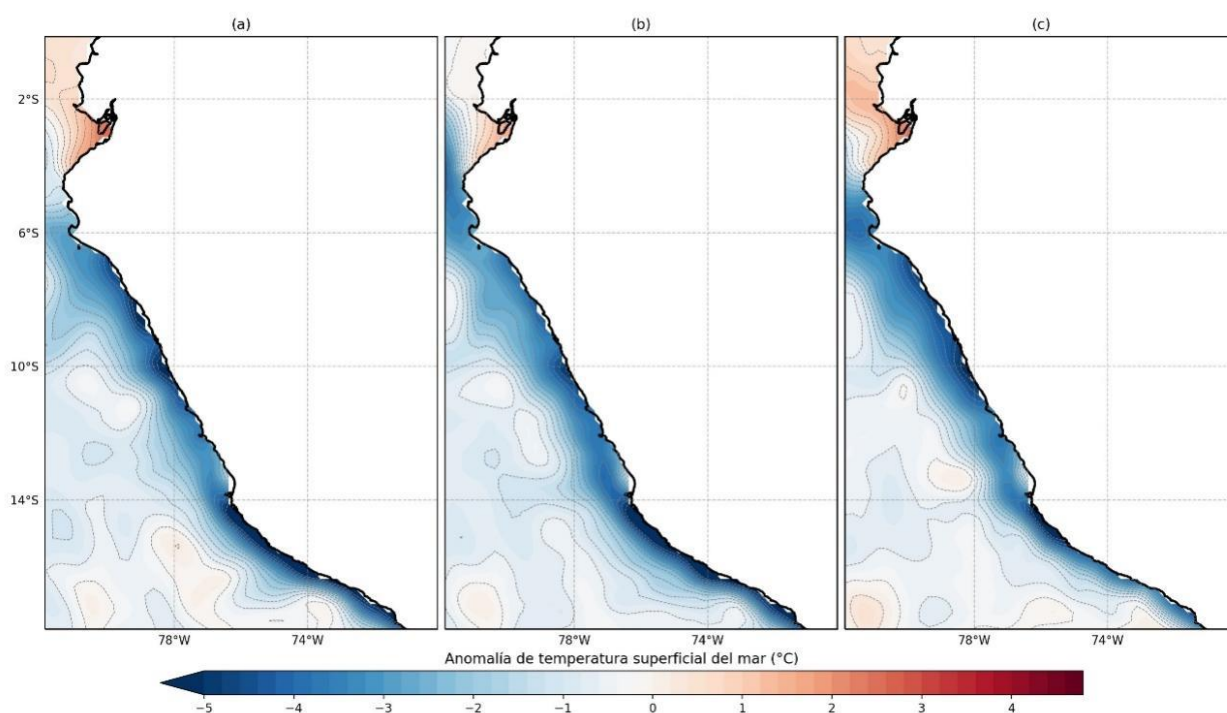 (a) (b) (c)
2°S
6°S
10°S
14°S
78°W 74°W 78°W 74°W 78°W 74°W
Anomalía de temperatura superficial del mar (°C)
−5 −4 −3 −2 −1 0 1 2 3 4